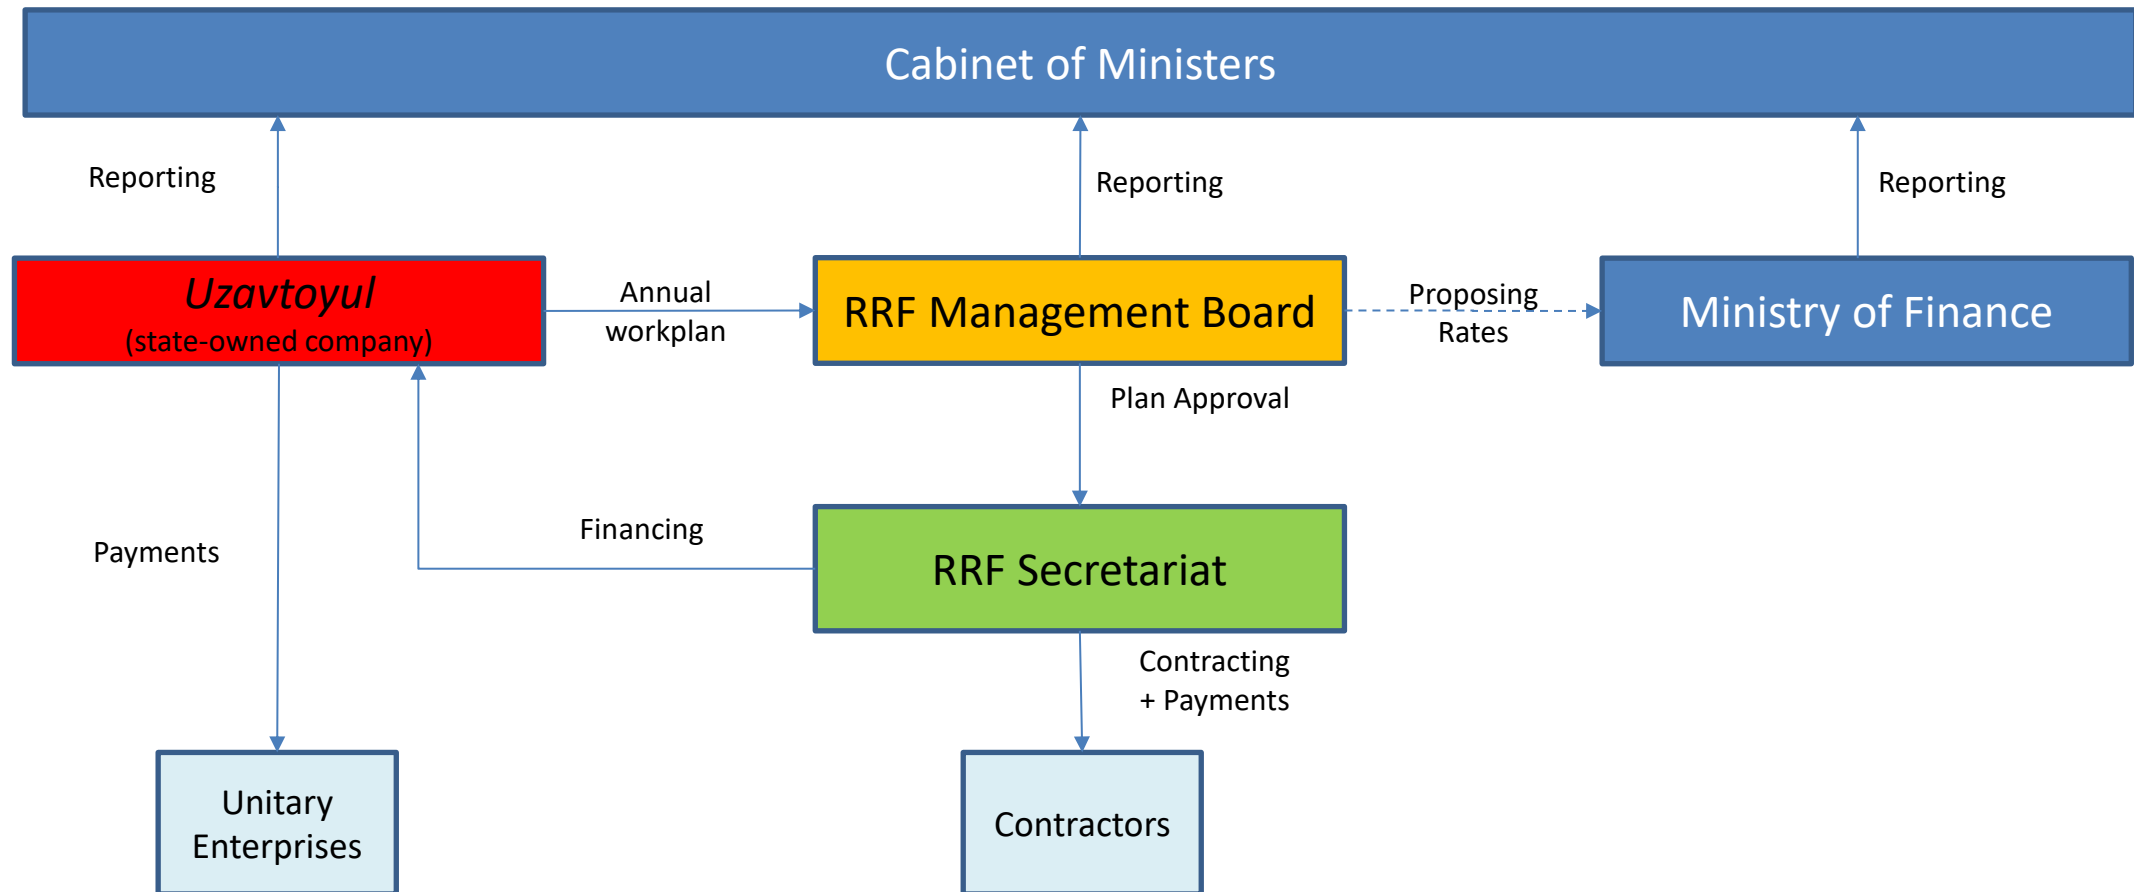 Cabinet of Ministers
Reporting
Reporting
Reporting
Uzavtoyul
(state-owned company)
Annual
workplan
RRF Management Board
Proposing
Rates
Ministry of Finance
Plan Approval
Financing
Payments
RRF Secretariat
Contracting
+ Payments
Unitary
Enterprises
Contractors